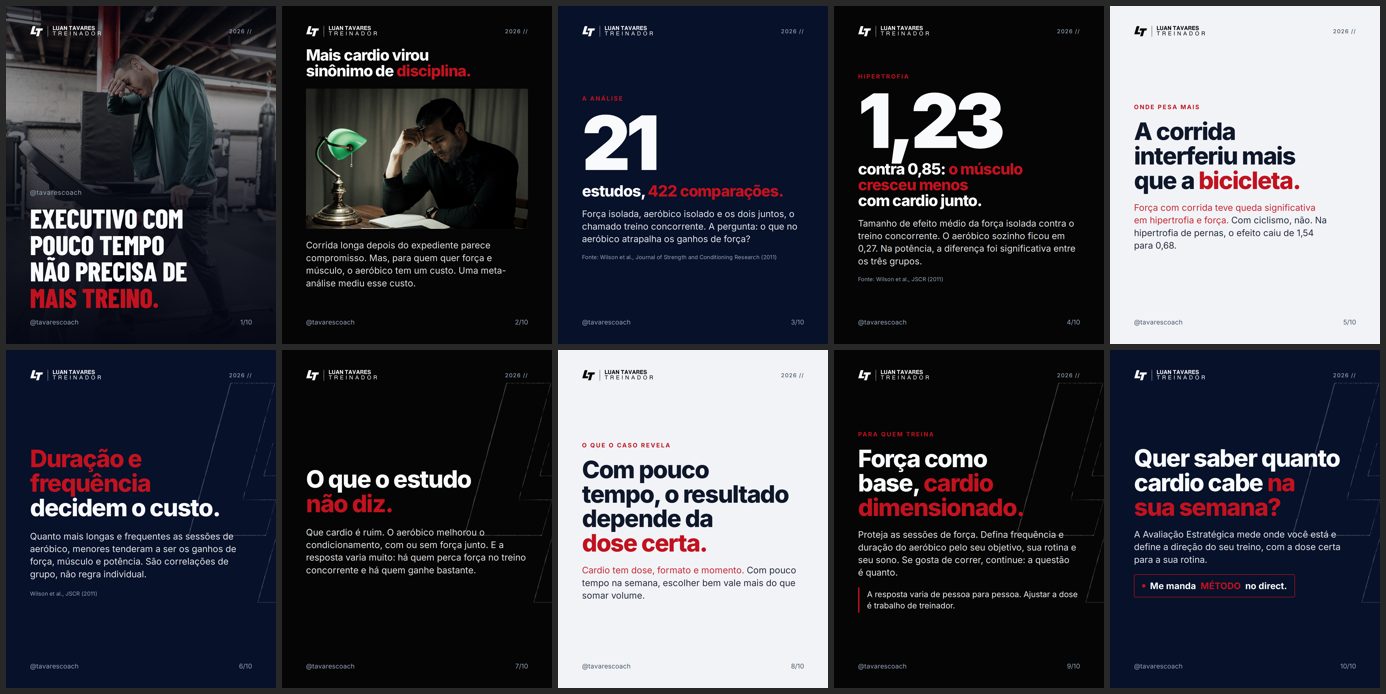 LT LUAN TAVARES
TREINADOR
2026 //
@tavarescoach
EXECUTIVO COM
POUCO TEMPO
NÃO PRECISA DE
MAIS TREINO.
@tavarescoach
1/10
LT LUAN TAVARES
TREINADOR
2026 //
Mais cardio virou
sinônimo de disciplina.
Corrida longa depois do expediente parece
compromisso. Mas, para quem quer força e
músculo, o aeróbico tem um custo. Uma meta-
análise mediu esse custo.
@tavarescoach
2/10
LT LUAN TAVARES
TREINADOR
2026 //
A ANÁLISE
21
estudos, 422 comparações.
Força isolada, aeróbico isolado e os dois juntos, o
chamado treino concorrente. A pergunta: o que no
aeróbico atrapalha os ganhos de força?
Fonte: Wilson et al., Journal of Strength and Conditioning Research (2011)
@tavarescoach
3/10
LT LUAN TAVARES
TREINADOR
2026 //
HIPERTROFIA
1,23
contra 0,85: o músculo
cresceu menos
com cardio junto.
Tamanho de efeito médio da força isolada contra o
treino concorrente. O aeróbico sozinho ficou em
0,27. Na potência, a diferença foi significativa entre
os três grupos.
Fonte: Wilson et al., JSCR (2011)
@tavarescoach
4/10
LT LUAN TAVARES
TREINADOR
2026 //
ONDE PESA MAIS
A corrida
interferiu mais
que a bicicleta.
Força com corrida teve queda significativa
em hipertrofia e força. Com ciclismo, não. Na
hipertrofia de pernas, o efeito caiu de 1,54
para 0,68.
@tavarescoach
5/10
LT LUAN TAVARES
TREINADOR
2026 //
Duração e
frequência
decidem o custo.
Quanto mais longas e frequentes as sessões de
aeróbico, menores tenderam a ser os ganhos de
força, músculo e potência. São correlações de
grupo, não regra individual.
Wilson et al., JSCR (2011)
@tavarescoach
6/10
LT LUAN TAVARES
TREINADOR
2026 //
O que o estudo
não diz.
Que cardio é ruim. O aeróbico melhorou o
condicionamento, com ou sem força junto. E a
resposta varia muito: há quem perca força no treino
concorrente e há quem ganhe bastante.
@tavarescoach
7/10
LT LUAN TAVARES
TREINADOR
2026 //
O QUE O CASO REVELA
Com pouco
tempo, o resultado
depende da
dose certa.
Cardio tem dose, formato e momento. Com pouco
tempo na semana, escolher bem vale mais do que
somar volume.
@tavarescoach
8/10
LT LUAN TAVARES
TREINADOR
2026 //
PARA QUEM TREINA
Força como
base, cardio
dimensionado.
Proteja as sessões de força. Defina frequência e
duração do aeróbico pelo seu objetivo, sua rotina e
seu sono. Se gosta de correr, continue: a questão
é quanto.
A resposta varia de pessoa para pessoa. Ajustar a dose
é trabalho de treinador.
@tavarescoach
9/10
LT LUAN TAVARES
TREINADOR
2026 //
Quer saber quanto
cardio cabe na
sua semana?
A Avaliação Estratégica mede onde você está e
define a direção do seu treino, com a dose certa
para a sua rotina.
• Me manda MÉTODO no direct.
@tavarescoach
10/10